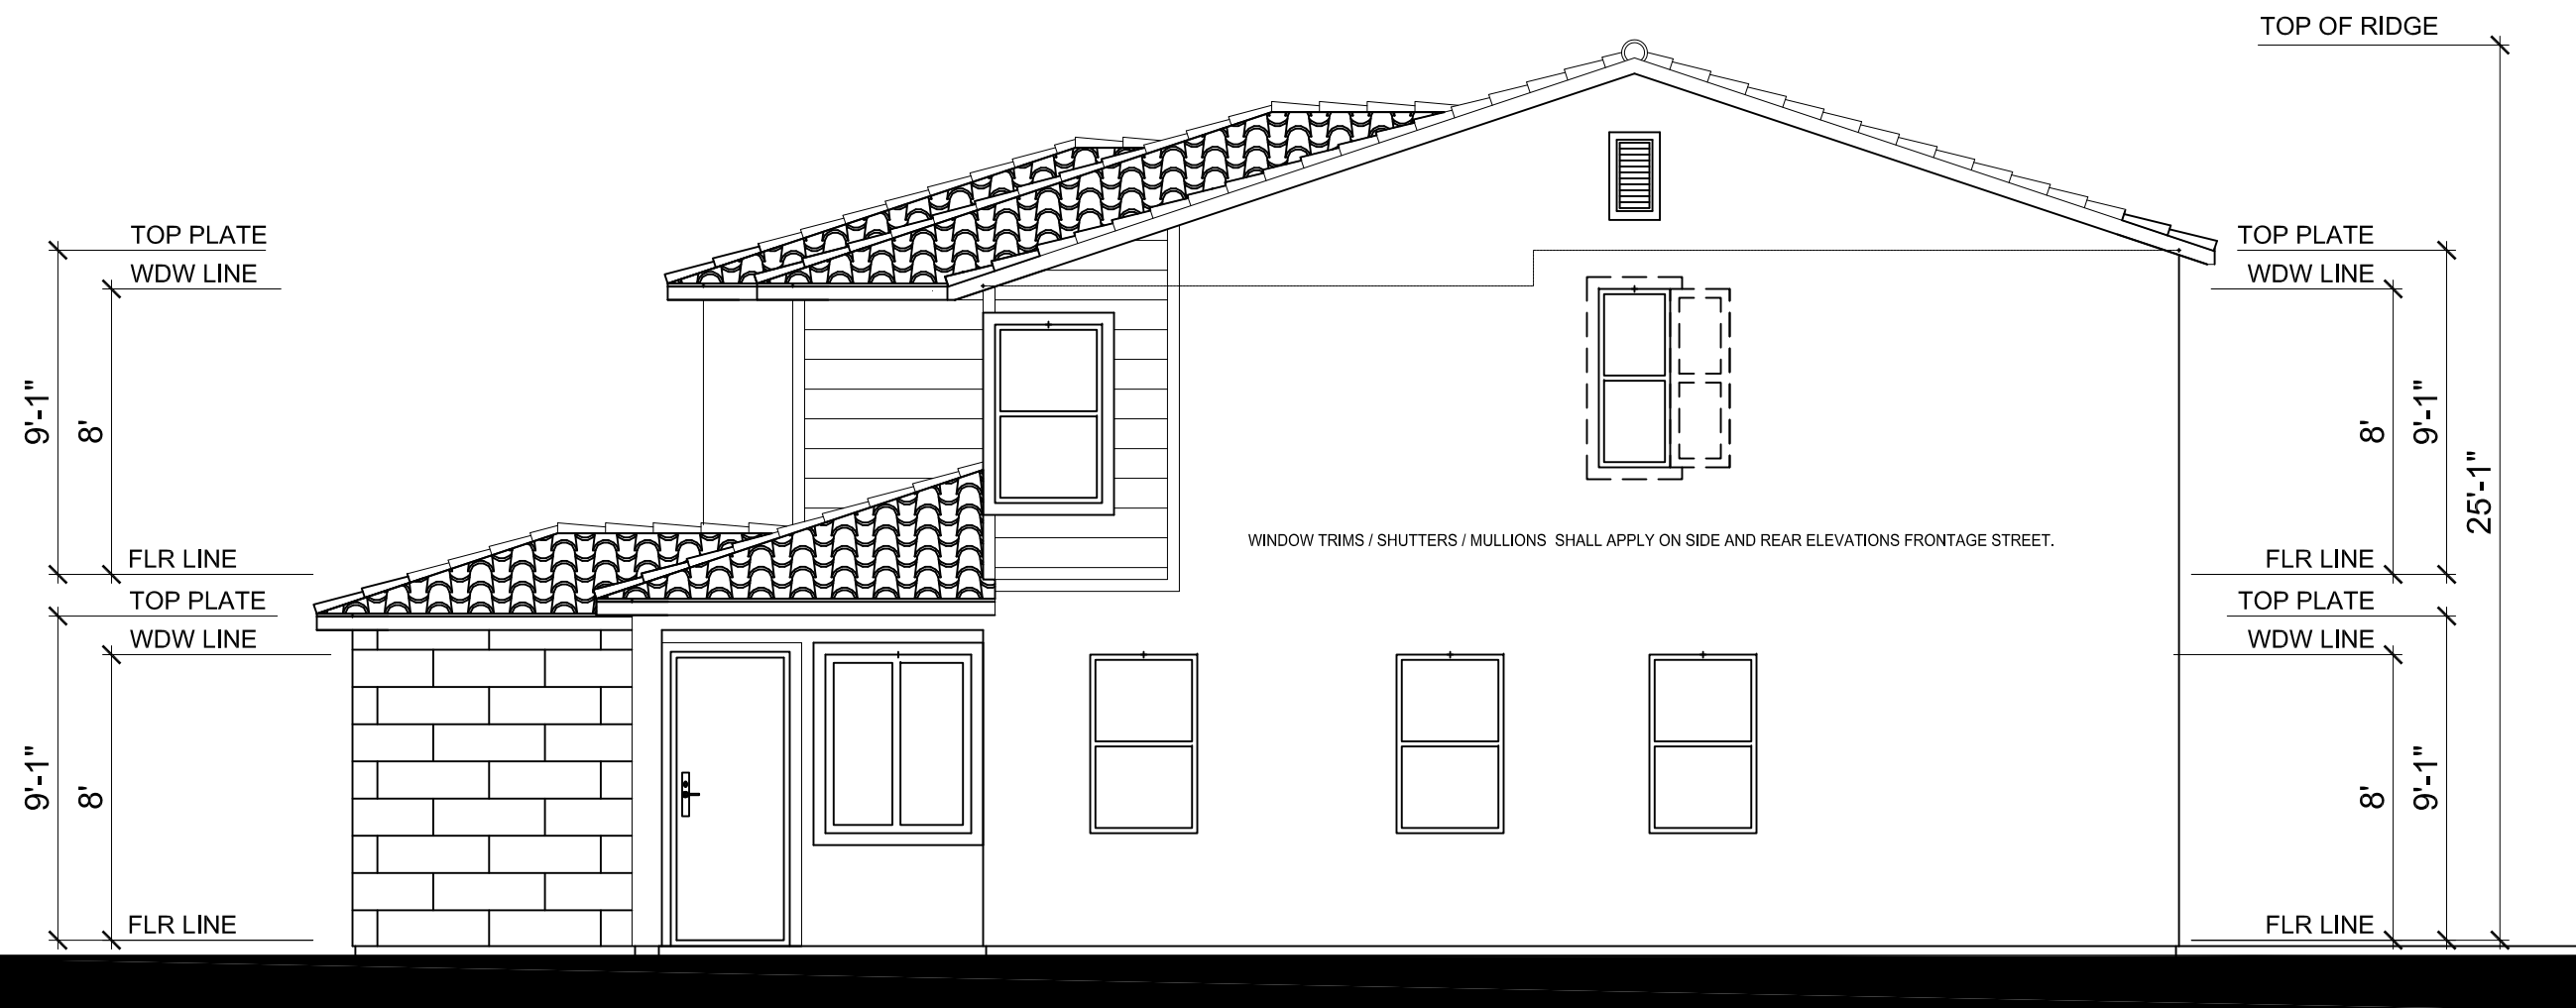 TOP OF RIDGE
TOP PLATE
WDW LINE
9'-1"
8'
FLR LINE
TOP PLATE
WDW LINE
9'-1"
8'
FLR LINE
WINDOW TRIMS / SHUTTERS / MULLIONS SHALL APPLY ON SIDE AND REAR ELEVATIONS FRONTAGE STREET.
TOP PLATE
WDW LINE
8'
9'-1"
25'-1"
FLR LINE
TOP PLATE
WDW LINE
8'
9'-1"
FLR LINE